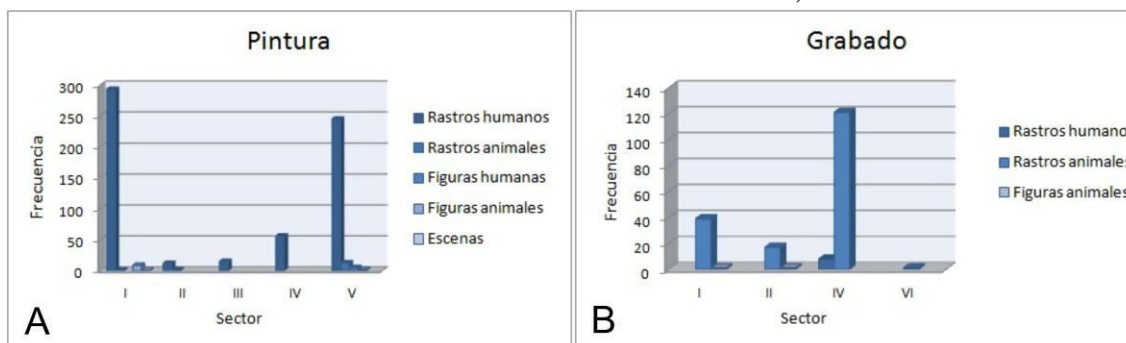 Pintura
300
250
200
150
100
50
0
Frecuencia
I II III IV V
Sector
Rastros humanos
Rastros animales
Figuras humanas
Figuras animales
Escenas
A
Grabado
140
120
100
80
60
40
20
0
Frecuencia
I II IV VI
Sector
Rastros humano
Rastros animales
Figuras animales
B